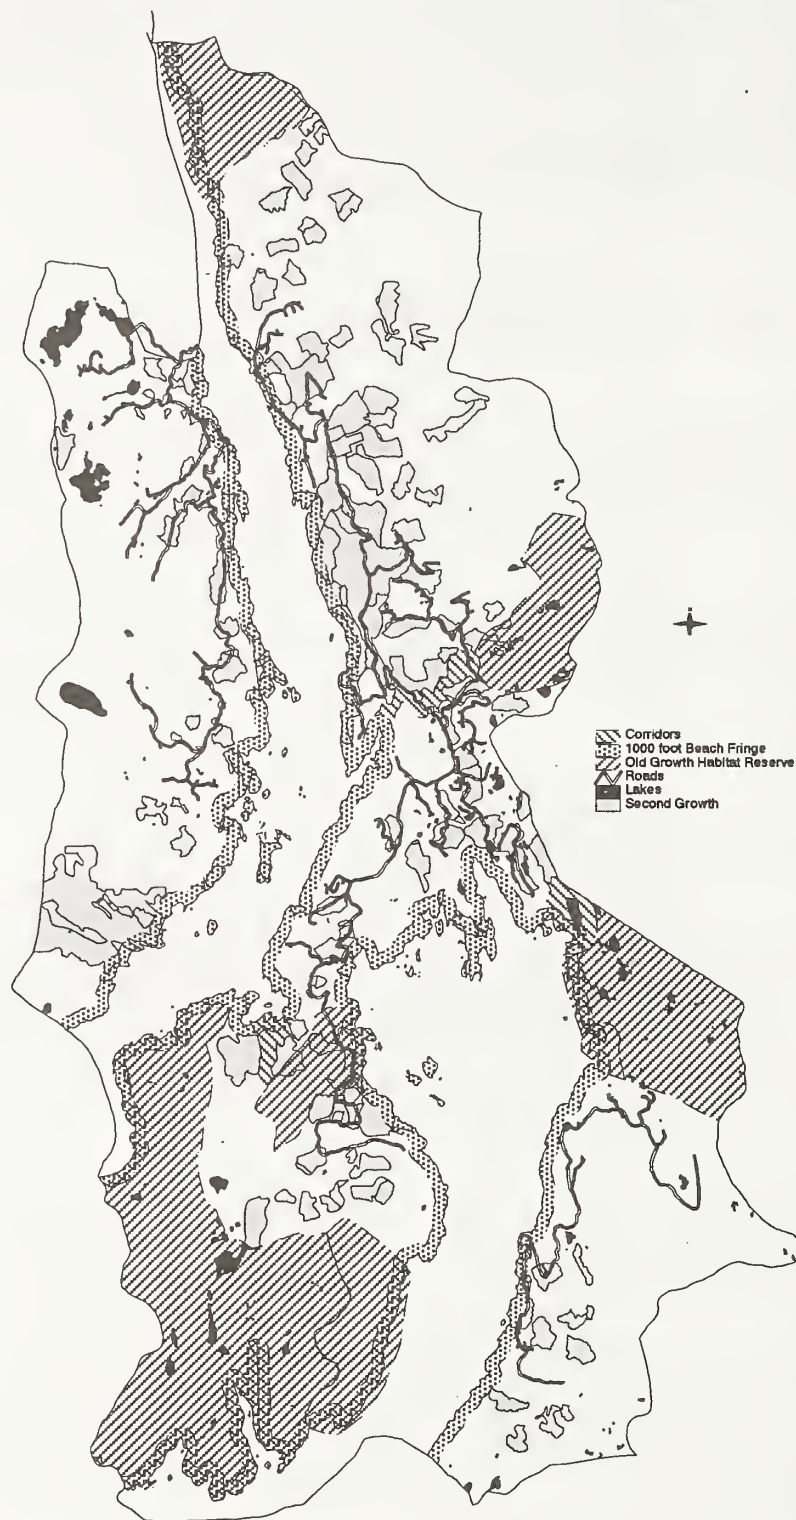 Corridors
1000 foot Beach Fringe
Old Growth Habitat Reserve
Roads
Lakes
Second Growth